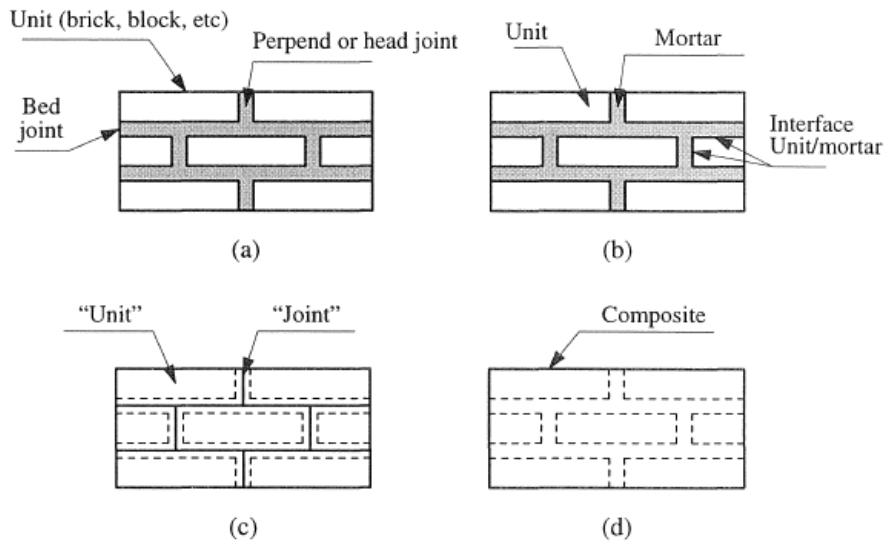 Unit (brick, block, etc)
Perpend or head joint
Bed
joint
(a)
Unit
Mortar
Interface
Unit/mortar
(b)
“Unit”
“Joint”
(c)
Composite
(d)